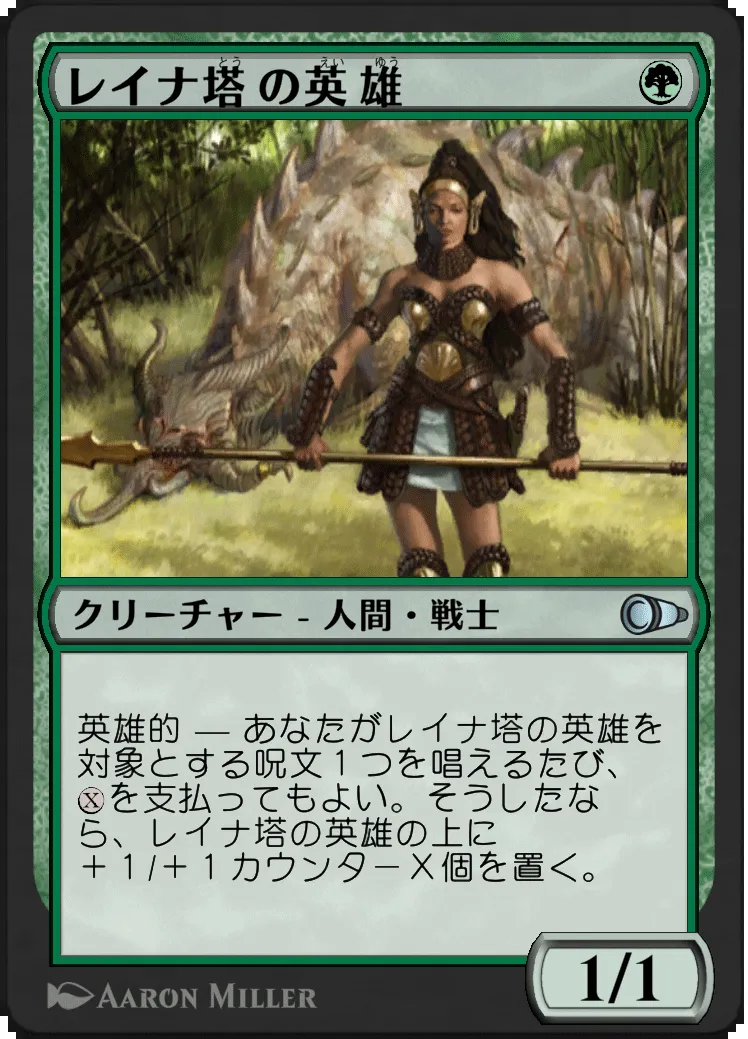 レイナ塔の英雄
クリーチャー - 人間・戦士
英雄的 — あなたがレイナ塔の英雄を
対象とする呪文１つを唱えるたび、
Ⓧを支払ってもよい。そうしたな
ら、レイナ塔の英雄の上に
＋１/＋１カウンターＸ個を置く。
1/1
AARON MILLER